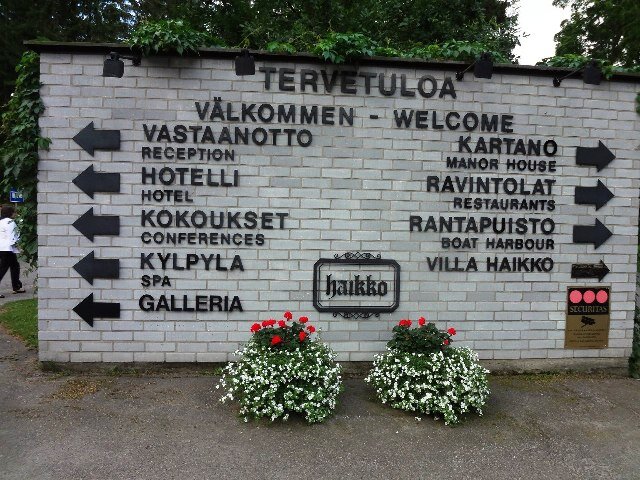 TERVETULOA
VÄLKOMMEN - WELCOME
VASTAANOTTO
RECEPTION
HOTELLI
HOTEL
KOKOUKSET
CONFERENCES
KYLPYLÄ
SPA
GALLERIA
KARTANO
MANOR HOUSE
RAVINTOLAT
RESTAURANTS
RANTAPUISTO
BOAT HARBOUR
VILLA HAIKKO
haikko
SECURITAS